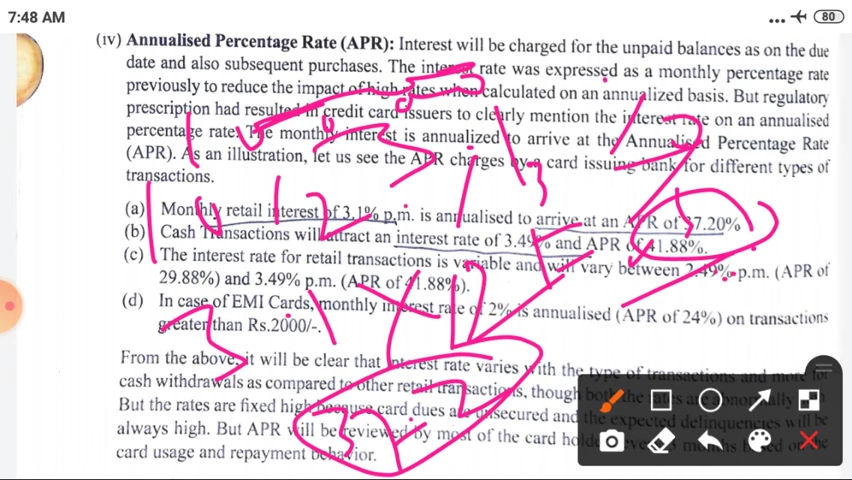 7:48 AM
80
(iv) Annualised Percentage Rate (APR): Interest will be charged for the unpaid balances as on the due
date and also subsequent purchases. The interest rate was expressed as a monthly percentage rate
previously to reduce the impact of high rates when calculated on an annualized basis. But regulatory
prescription had resulted in credit card issuers to clearly mention the interest rate on an annualised
percentage rate. The monthly interest is annualized to arrive at the Annualised Percentage Rate
(APR). As an illustration, let us see the APR charges by a card issuing bank for different types of
transactions.
(a) Monthly retail interest of 3.1% p.m. is annualised to arrive at an APR of 37.20%
(b) Cash Transactions will attract an interest rate of 3.49% and APR of 41.88%.
(c) The interest rate for retail transactions is variable and will vary between 2.49% p.m. (APR of
29.88%) and 3.49% p.m. (APR of 41.88%).
(d) In case of EMI Cards, monthly interest rate of 2% is annualised (APR of 24%) on transactions
greater than Rs.2000/-.
From the above, it will be clear that interest rate varies with the type of transactions and more for
cash withdrawals as compared to other retail transactions, though both the rates are
But the rates are fixed high because card dues are unsecured and the expected delinquencies will be
always high. But APR will be reviewed by most of the card
card usage and repayment behavior.
3.1 x 12
37.2